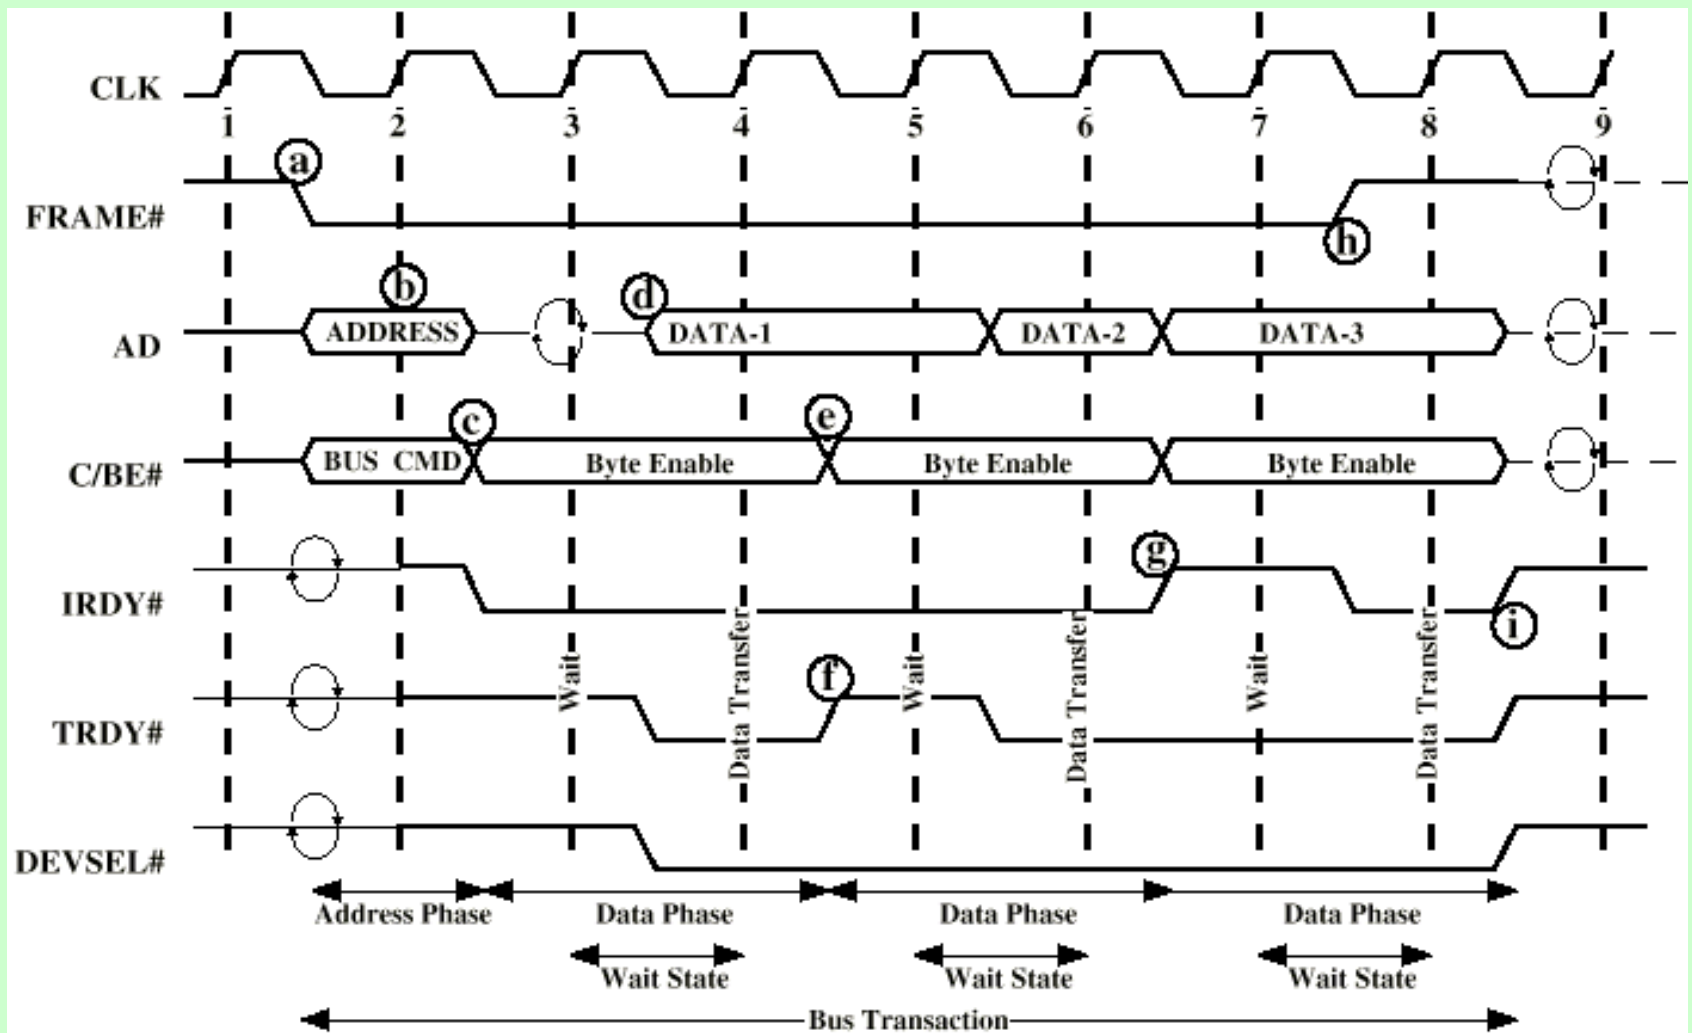 CLK
1 2 3 4 5 6 7 8 9
a
FRAME#
h
b
d
ADDRESS DATA-1 DATA-2 DATA-3
AD
c e
BUS CMD Byte Enable Byte Enable Byte Enable
C/BE#
g
IRDY#
i
Wait Data Transfer Wait Data Transfer Wait Data Transfer
f
TRDY#
DEVSEL#
Address Phase Data Phase Data Phase Data Phase
Wait State Wait State Wait State
Bus Transaction